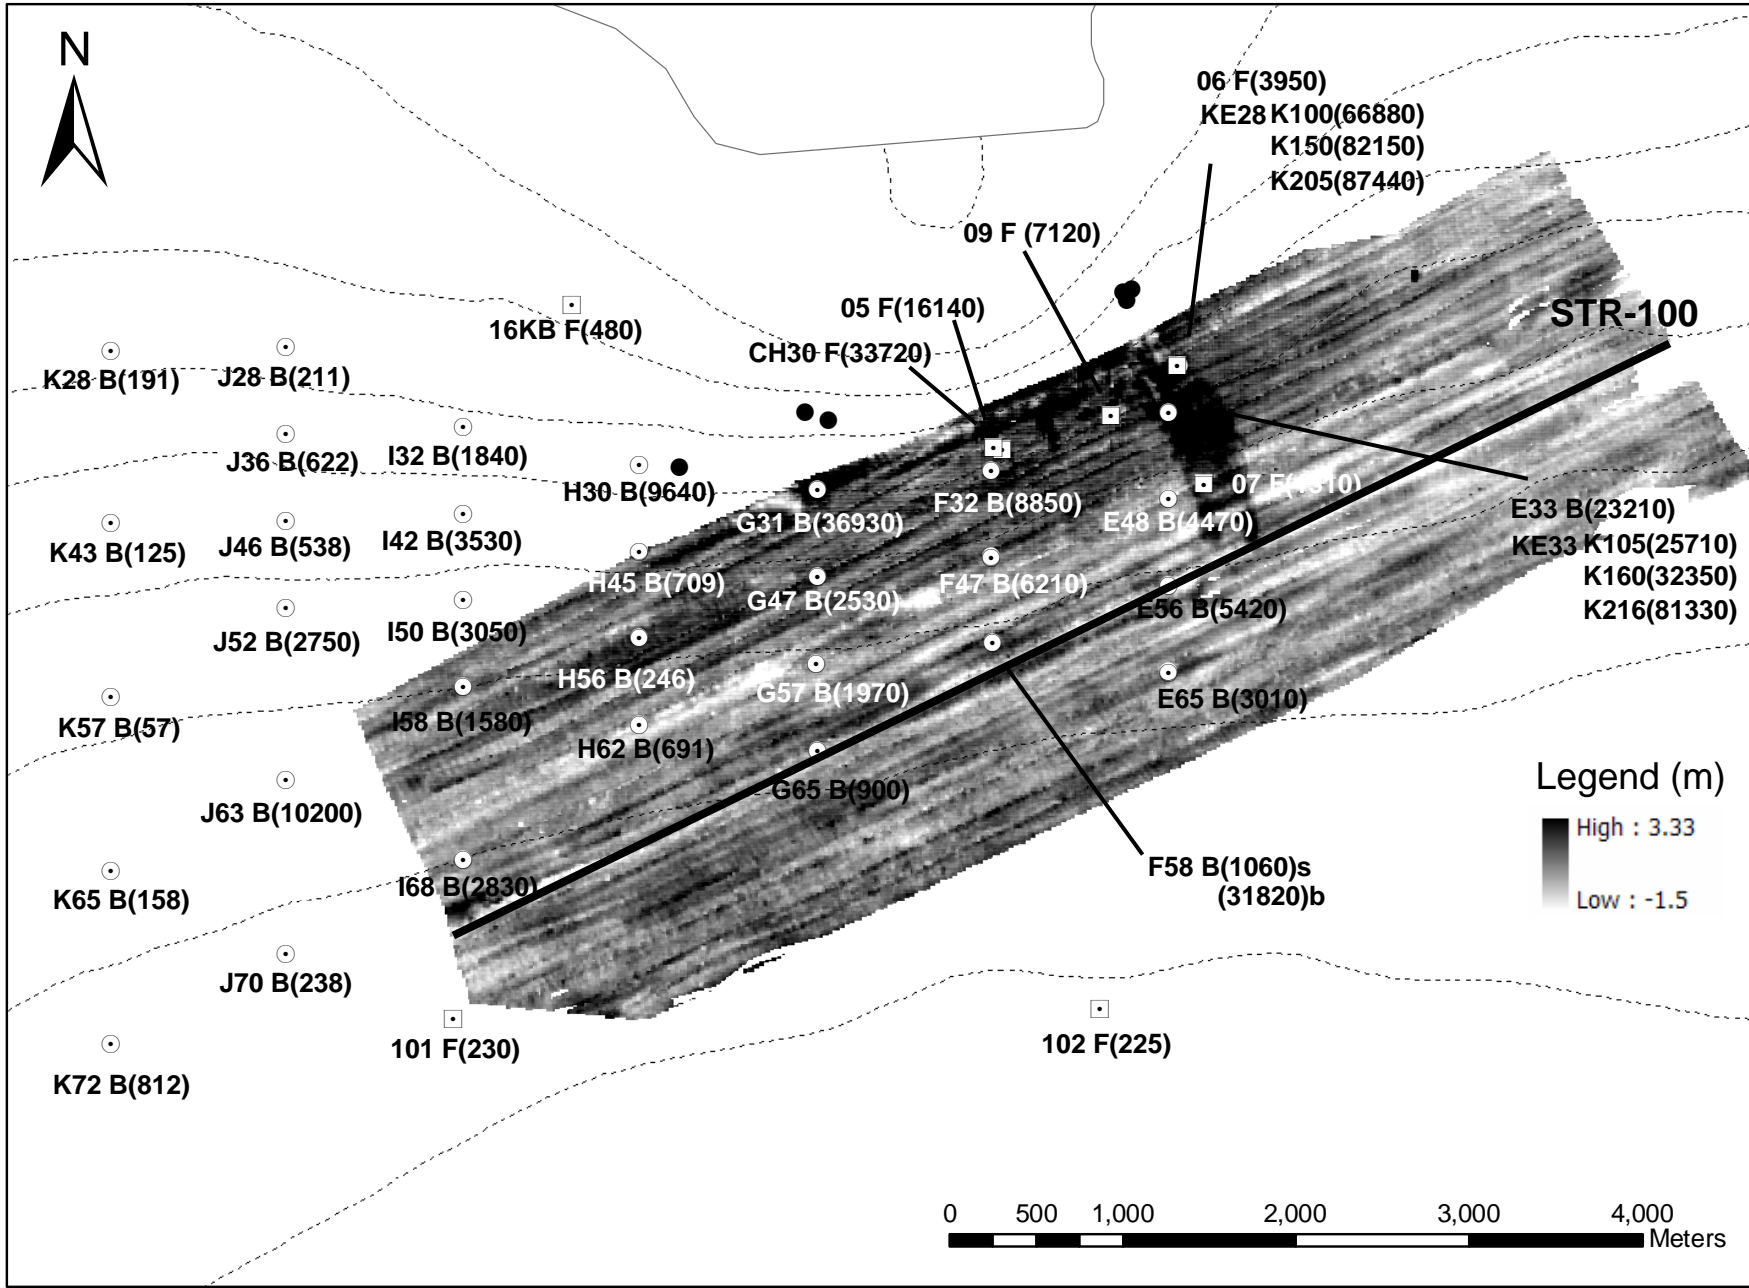 N
06 F(3950)
KE28 K100(66880)
K150(82150)
K205(87440)
09 F (7120)
05 F(16140)
CH30 F(33720)
16KB F(480)
STR-100
K28 B(191)
J28 B(211)
J36 B(622)
I32 B(1840)
H30 B(9640)
G31 B(36930)
F32 B(8850)
07 F(1310)
E48 B(4470)
E33 B(23210)
KE33 K105(25710)
K160(32350)
K216(81330)
K43 B(125)
J46 B(538)
I42 B(3530)
H45 B(709)
G47 B(2530)
F47 B(6210)
E56 B(5420)
J52 B(2750)
I50 B(3050)
H56 B(246)
G57 B(1970)
E65 B(3010)
K57 B(57)
I58 B(1580)
H62 B(691)
G65 B(900)
J63 B(10200)
Legend (m)
High : 3.33
Low : -1.5
F58 B(1060)s
(31820)b
K65 B(158)
I68 B(2830)
J70 B(238)
101 F(230)
102 F(225)
K72 B(812)
0 500 1,000 2,000 3,000 4,000
Meters